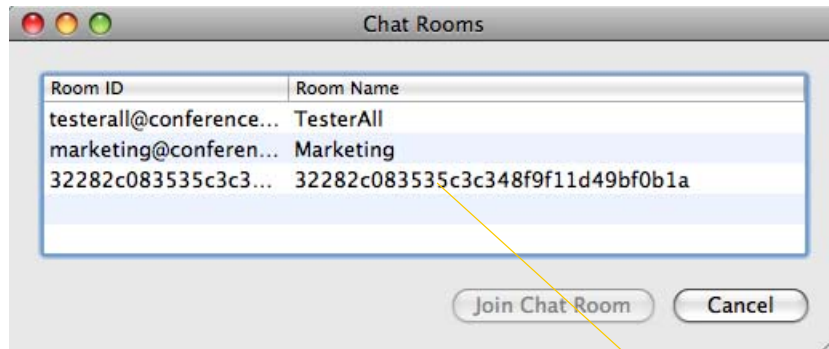 Chat Rooms
Room ID Room Name
testerall@conference... TesterAll
marketing@conferen... Marketing
32282c083535c3c3... 32282c083535c3c348f9f11d49bf0b1a
Join Chat Room Cancel